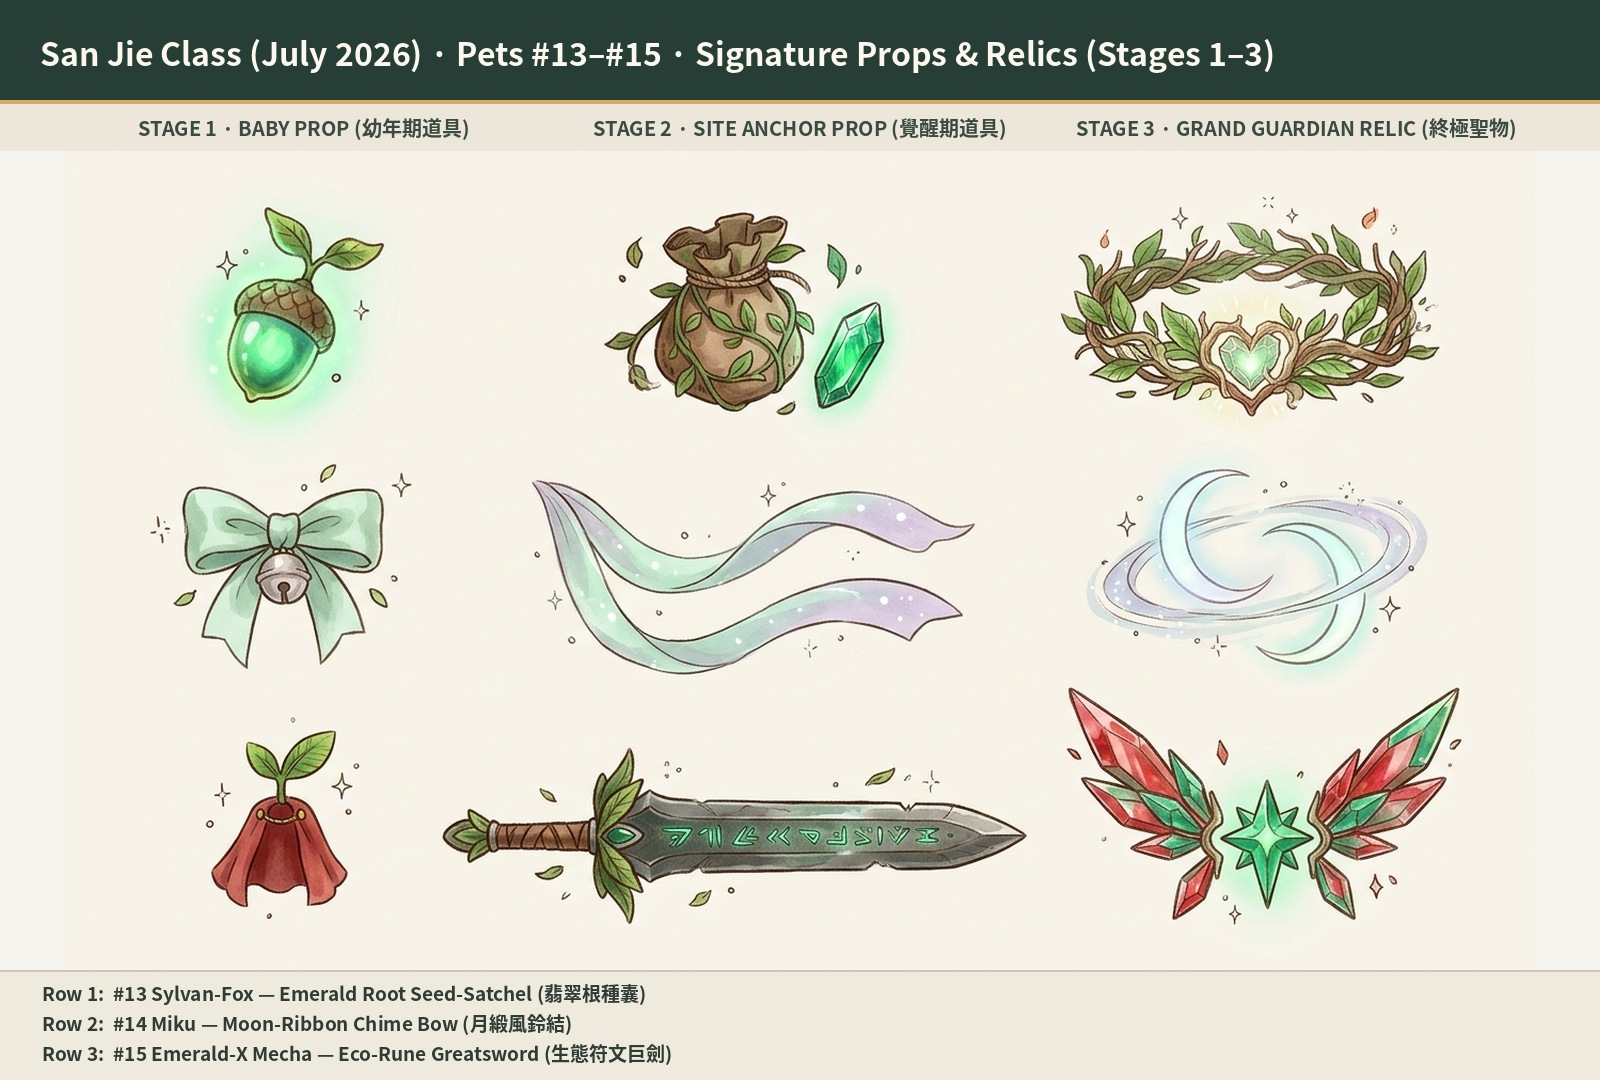 San Jie Class (July 2026) · Pets #13–#15 · Signature Props & Relics (Stages 1–3)
STAGE 1 · BABY PROP (幼年期道具)
STAGE 2 · SITE ANCHOR PROP (覺醒期道具)
STAGE 3 · GRAND GUARDIAN RELIC (終極聖物)
Row 1: #13 Sylvan-Fox — Emerald Root Seed-Satchel (翡翠根種囊)
Row 2: #14 Miku — Moon-Ribbon Chime Bow (月緞風鈴結)
Row 3: #15 Emerald-X Mecha — Eco-Rune Greatsword (生態符文巨劍)